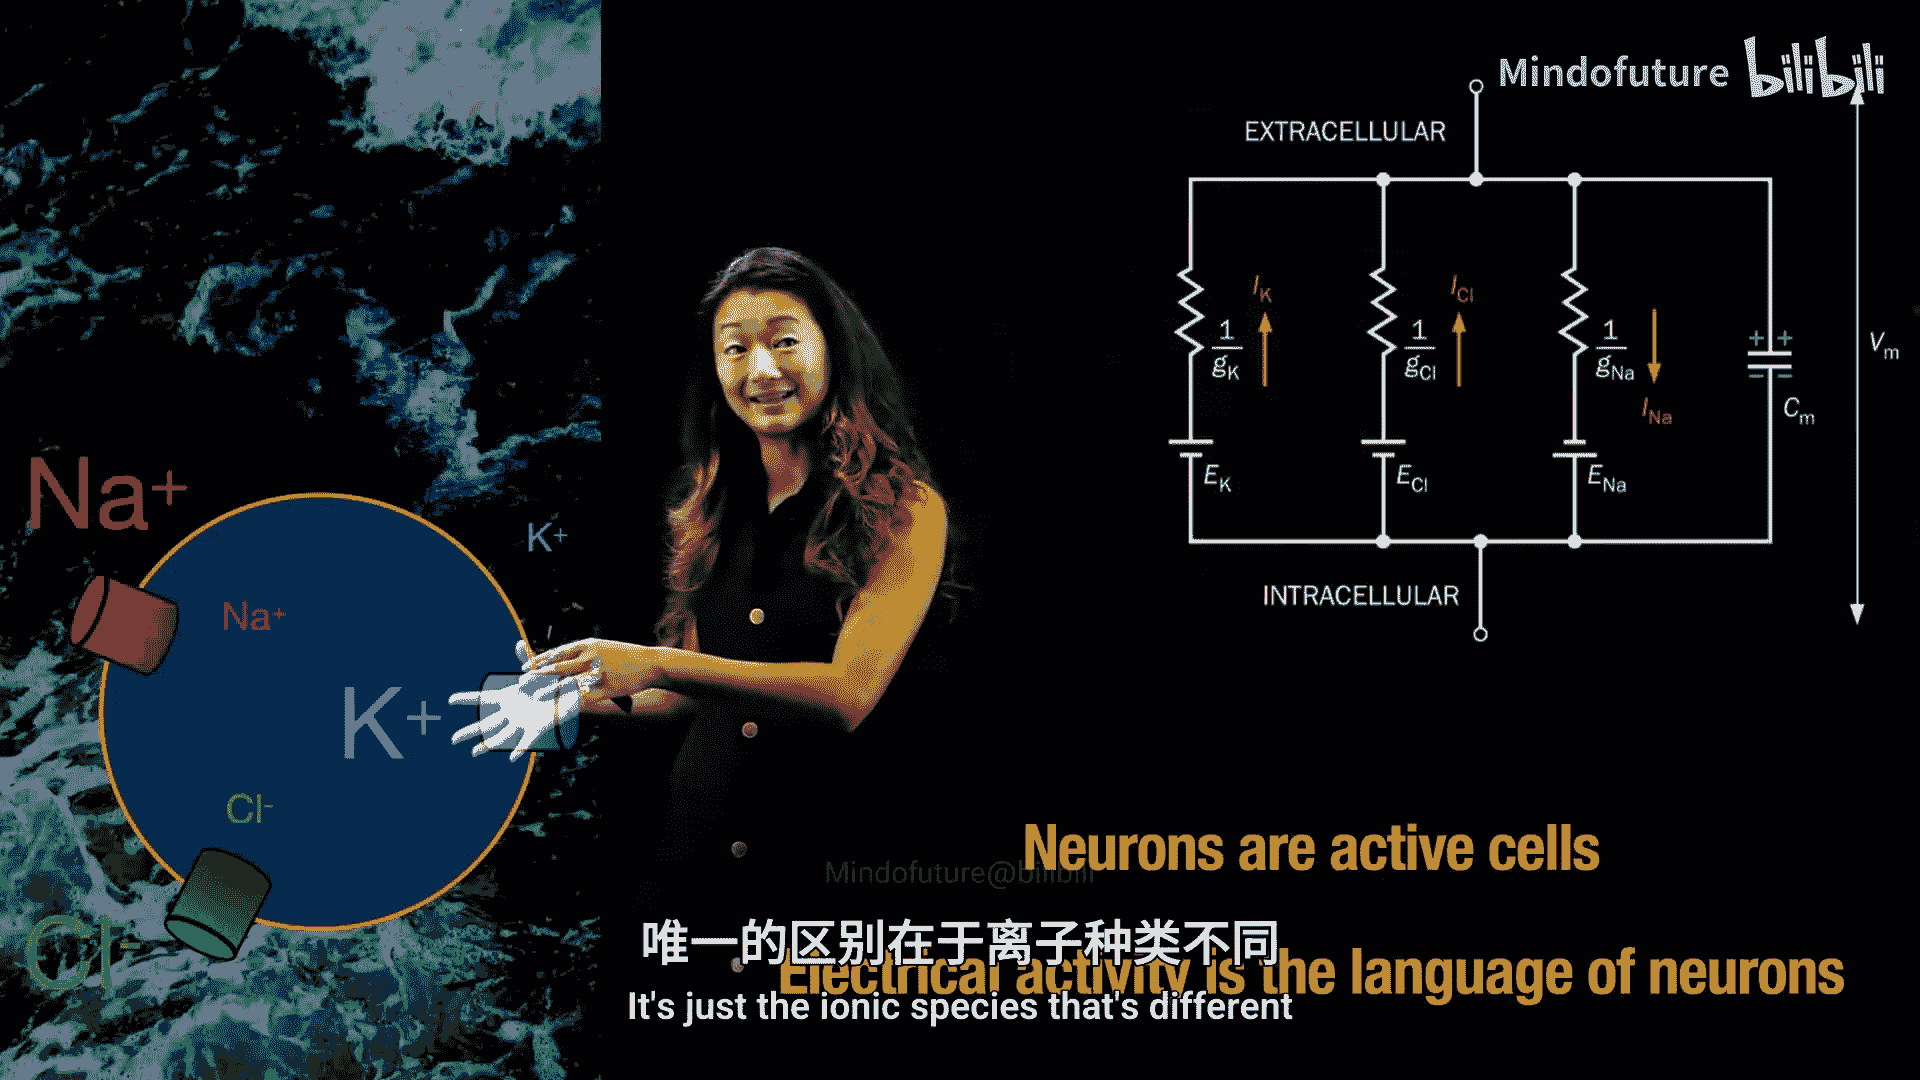 Mindofuture bilibili
EXTRACELLULAR
I_K
I_Cl
1/g_K
1/g_Cl
1/g_Na
I_Na
E_K
E_Cl
E_Na
C_m
V_m
INTRACELLULAR
Na⁺
K⁺
Na⁺
K⁺
Cl⁻
Cl⁻
Neurons are active cells
Mindofuture@bilibili
唯一的区别在于离子种类不同
Electrical activity is the language of neurons
It's just the ionic species that's different